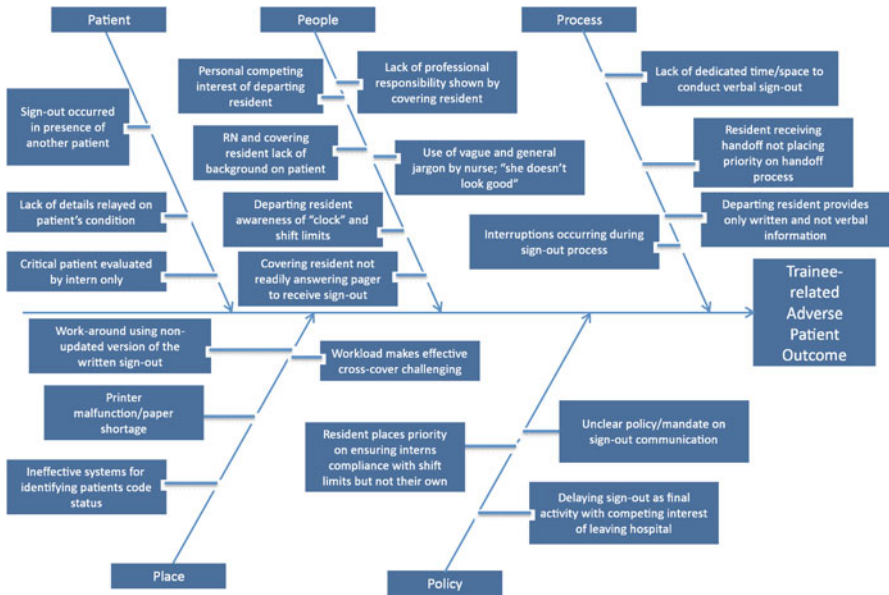 Patient
People
Process
Personal competing
interest of departing
resident
Lack of professional
responsibility shown by
covering resident
Lack of dedicated time/space to
conduct verbal sign-out
Sign-out occurred
in presence of
another patient
RN and covering
resident lack of
background on patient
Use of vague and general
jargon by nurse; “she doesn’t
look good”
Resident receiving
handoff not placing
priority on handoff
process
Lack of details relayed on
patient’s condition
Departing resident
awareness of “clock” and
shift limits
Interruptions occurring during
sign-out process
Departing resident provides
only written and not verbal
information
Critical patient evaluated
by intern only
Covering resident not
readily answering pager
to receive sign-out
Trainee-
related
Adverse
Patient
Outcome
Work-around using non-
updated version of the
written sign-out
Workload makes effective
cross-cover challenging
Printer
malfunction/paper
shortage
Resident places priority
on ensuring interns
compliance with shift
limits but not their own
Unclear policy/mandate on
sign-out communication
Ineffective systems for
identifying patients code
status
Delaying sign-out as final
activity with competing interest
of leaving hospital
Place
Policy